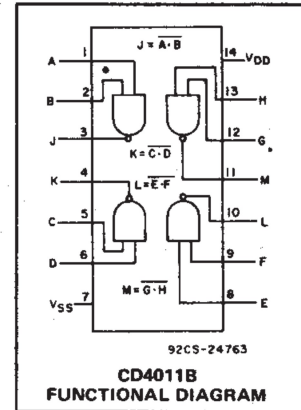 J = A·B
1
A
14
VDD
2
B
13
H
3
J
12
G
K = C·D
4
K
L = E·F
11
M
5
C
10
L
6
D
9
F
M = G·H
7
VSS
8
E
92CS-24763
CD4011B
FUNCTIONAL DIAGRAM